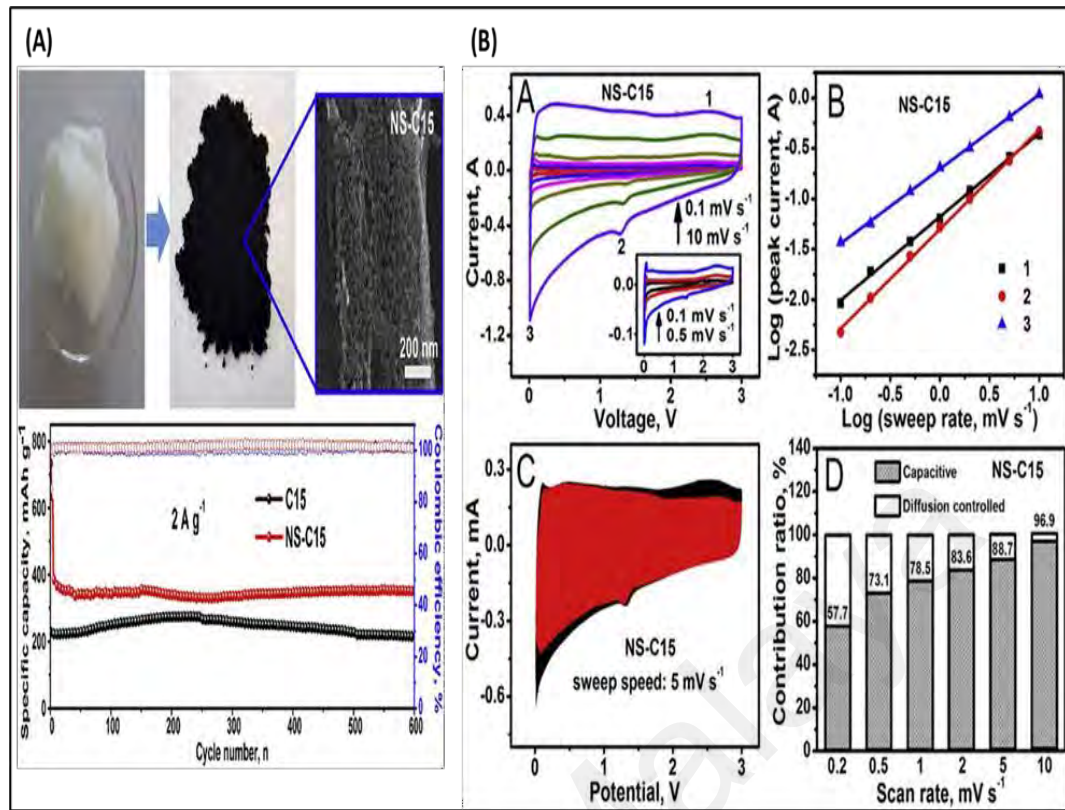 (A)
NS-C15
200 nm
Specific capacity, mAh g-1
800
600
400
200
0
2 A g-1
C15
NS-C15
100
80
60
40
20
0
Coulombic efficiency, %
0
100
200
300
400
500
600
Cycle number, n
(B)
A
NS-C15
1
2
3
Current, A
0.4
0.0
-0.4
-0.8
-1.2
0.1 mV s-1
10 mV s-1
0.0
-0.1
0.1 mV s-1
0.5 mV s-1
0 1 2 3
0 1 2 3
Voltage, V
B
NS-C15
Log (peak current, A)
0.0
-0.5
-1.0
-1.5
-2.0
-2.5
1
2
3
-1.0 -0.5 0.0 0.5 1.0
Log (sweep rate, mV s-1)
C
Current, mA
0.3
0.0
-0.3
-0.6
NS-C15
sweep speed: 5 mV s-1
0 1 2 3
Potential, V
D
NS-C15
Capacitive
Diffusion controlled
Contribution ratio, %
140
120
100
80
60
40
20
0
57.7
73.1
78.5
83.6
88.7
96.9
0.2 0.5 1 2 5 10
Scan rate, mV s-1